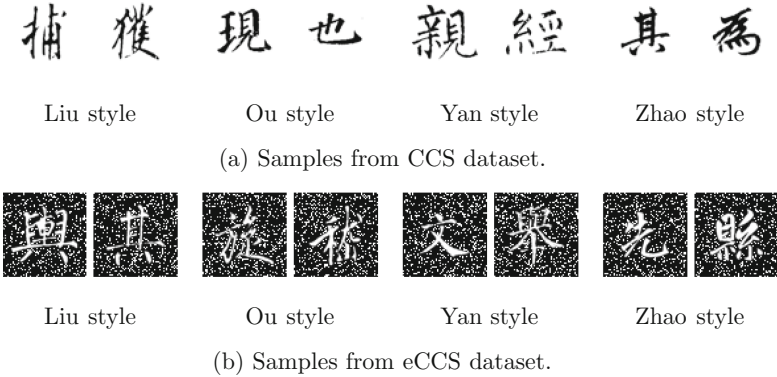 捕 獲 現 也 親 經 其 為
Liu style Ou style Yan style Zhao style
(a) Samples from CCS dataset.
輿 其 旋 稱 文 舉 先 縣
Liu style Ou style Yan style Zhao style
(b) Samples from eCCS dataset.